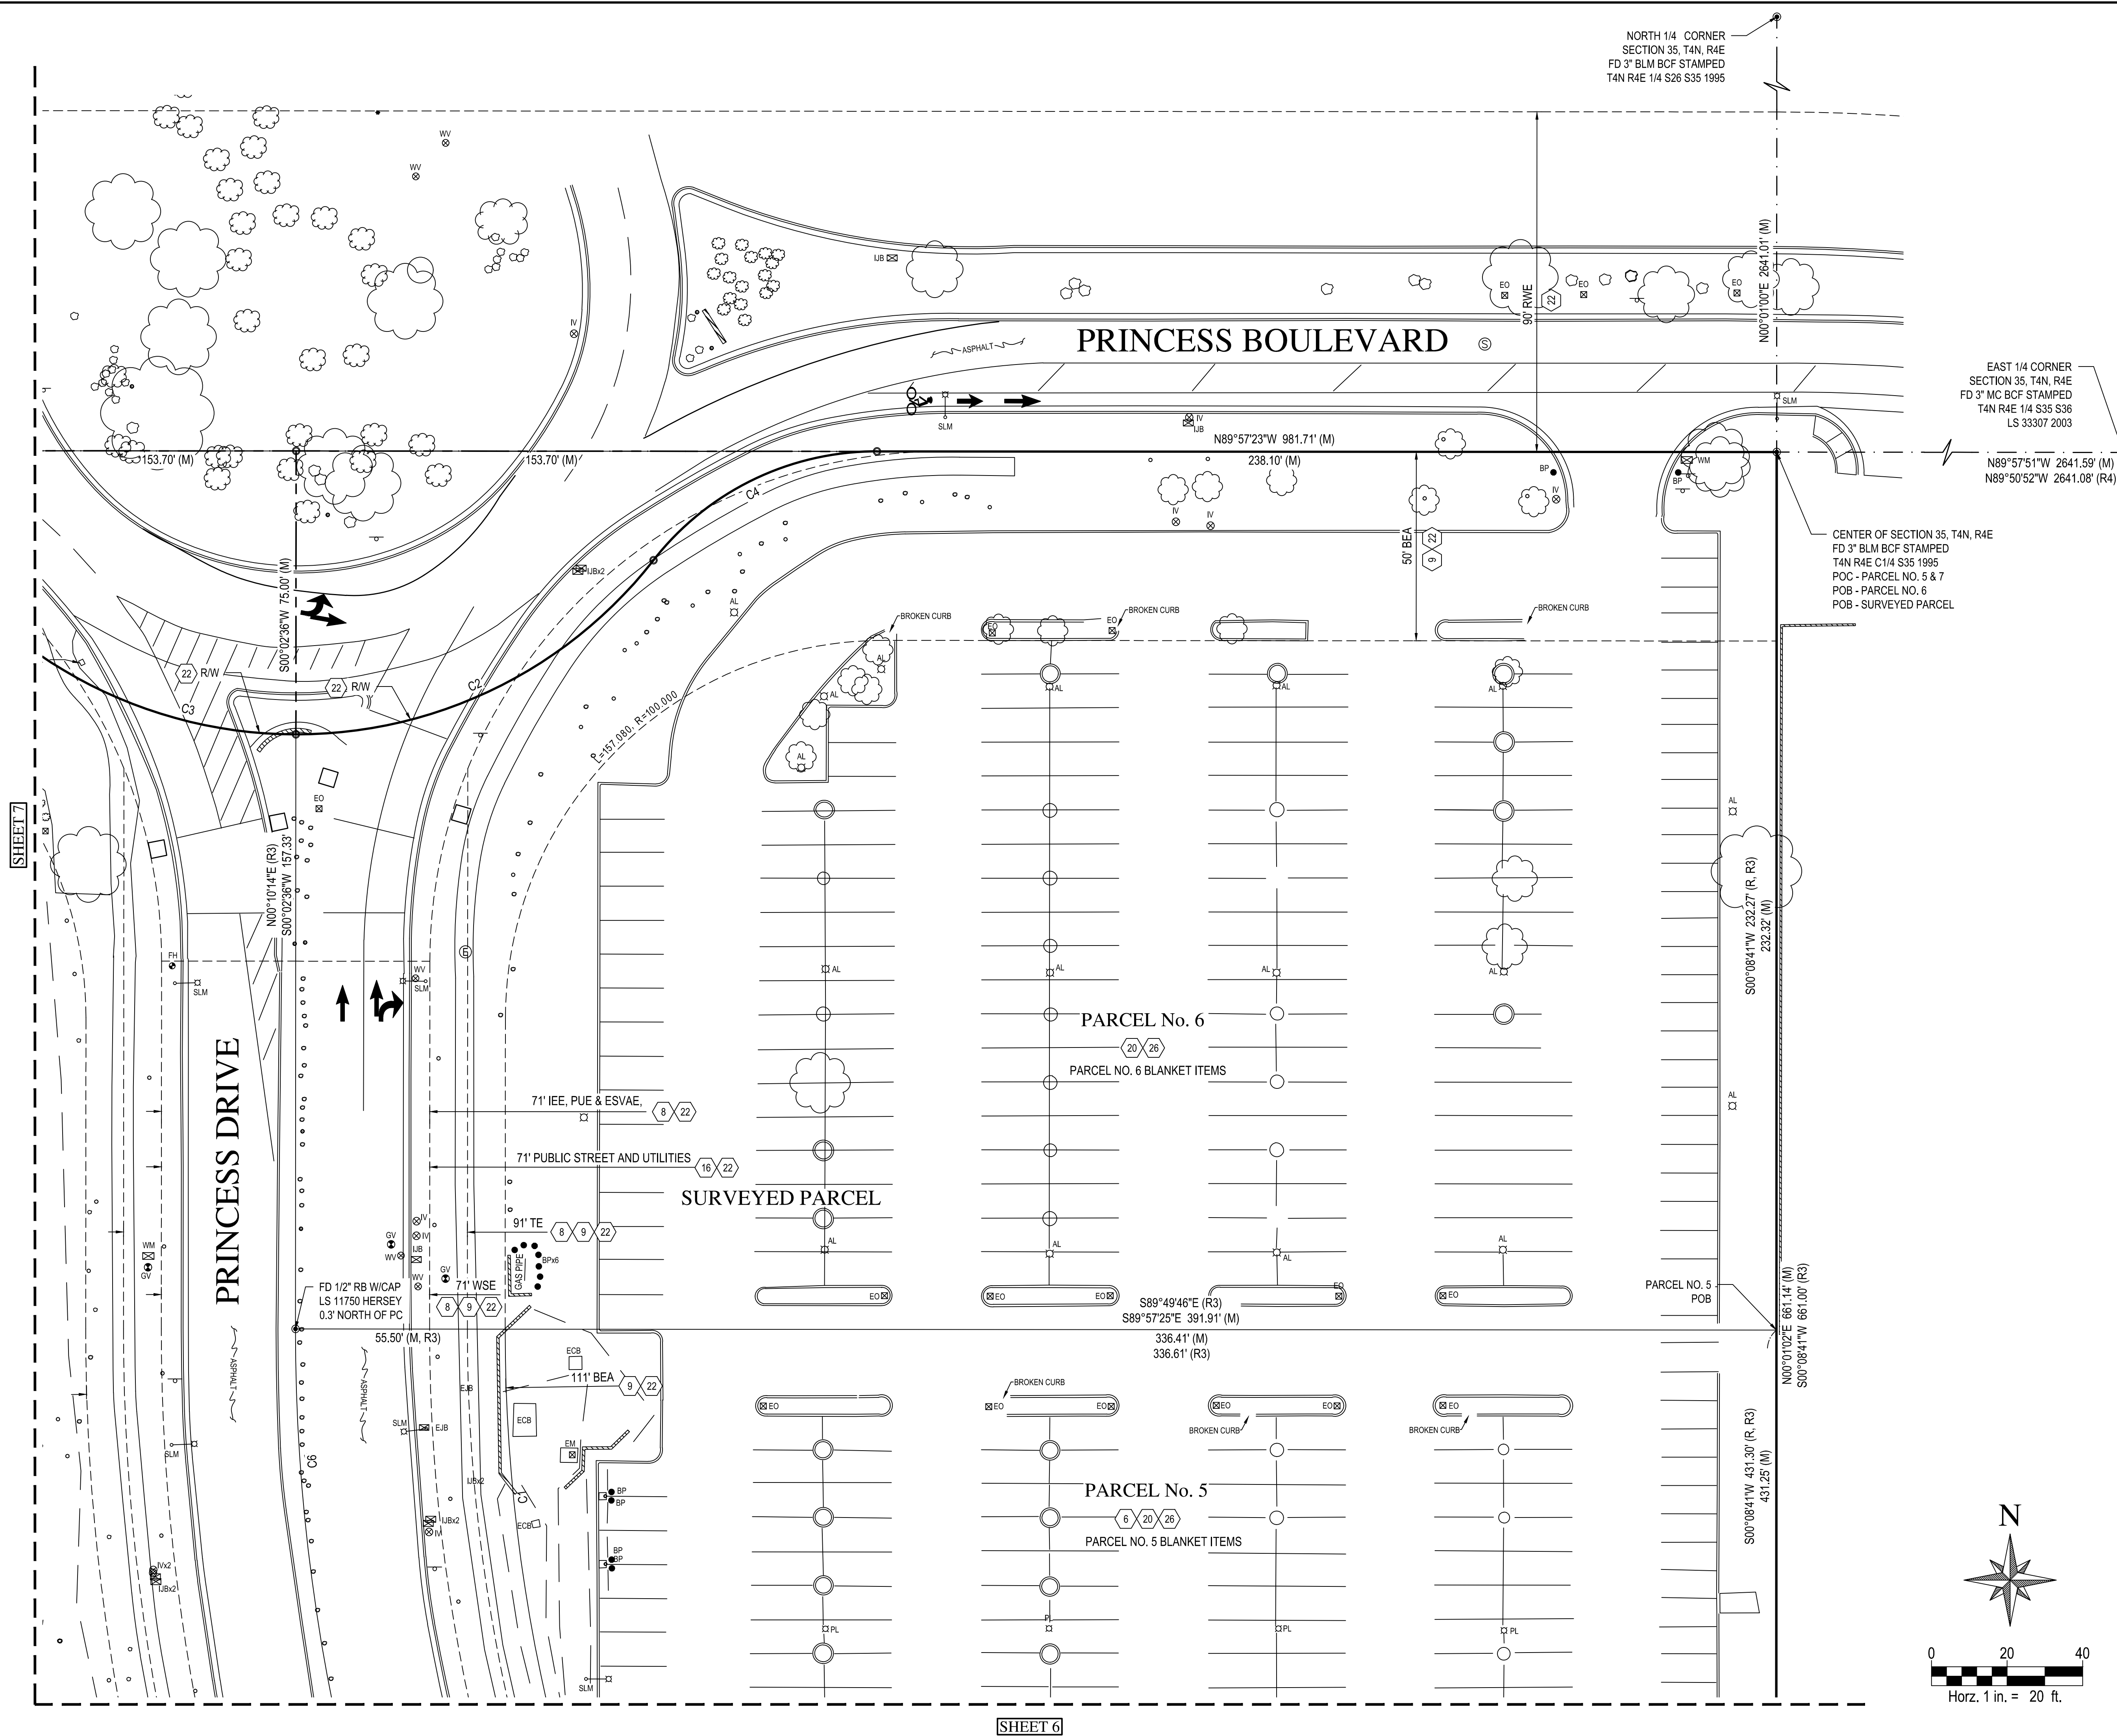 NORTH 1/4 CORNER
SECTION 35, T4N, R4E
FD 3" BLM BCF STAMPED
T4N R4E 1/4 S26 S35 1995
WV
WV
N00°01'00"E 2641.01' (M)
IJB
EO
EO
EO
90' RWE
22
IV
PRINCESS BOULEVARD
S
ASPHALT
EAST 1/4 CORNER
SECTION 35, T4N, R4E
FD 3" MC BCF STAMPED
T4N R4E 1/4 S35 S36
LS 33307 2003
SLM
SLM
IV
IJB
N89°57'23"W 981.71' (M)
238.10' (M)
153.70' (M)
153.70' (M)
WM
BP
BP
IV
N89°57'51"W 2641.59' (M)
N89°50'52"W 2641.08' (R4)
C4
IV
IV
50' BEA
9
22
CENTER OF SECTION 35, T4N, R4E
FD 3" BLM BCF STAMPED
T4N R4E C1/4 S35 1995
POC - PARCEL NO. 5 & 7
POB - PARCEL NO. 6
POB - SURVEYED PARCEL
IJBx2
S00°02'36"W 75.00' (M)
AL
BROKEN CURB
BROKEN CURB
BROKEN CURB
EO
EO
AL
22
R/W
22
R/W
C2
C3
AL
AL
AL
AL
L=157.080, R=100.000
AL
EO
AL
SHEET 7
N00°10'14"E (R3)
S00°02'36"W 157.33'
S00°08'41"W 232.27' (R, R3)
232.32' (M)
E
FH
SLM
WV
SLM
AL
AL
AL
AL
PARCEL No. 6
20
26
PARCEL NO. 6 BLANKET ITEMS
AL
71' IEE, PUE & ESVAE,
8
22
PRINCESS DRIVE
71' PUBLIC STREET AND UTILITIES
16
22
SURVEYED PARCEL
91' TE
8
9
22
IV
IV
GV
WV
IJB
WM
GV
GV
WV
GAS PIIPE
BPx6
AL
AL
AL
AL
71' WSE
8
9
22
FD 1/2" RB W/CAP
LS 11750 HERSEY
0.3' NORTH OF PC
EO
EO
EO
EO
EO
PARCEL NO. 5
POB
N00°01'02"E 661.14' (M)
S00°08'41"W 661.00' (R3)
S89°49'46"E (R3)
S89°57'25"E 391.91' (M)
55.50' (M, R3)
336.41' (M)
336.61' (R3)
ASPHALT
ASPHALT
ECB
111' BEA
9
22
EJB
BROKEN CURB
EO
EO
EO
EO
EO
EO
ECB
SLM
EJB
BROKEN CURB
BROKEN CURB
SLM
EM
C6
S00°08'41"W 431.30' (R, R3)
431.25' (M)
IJBx2
C1
BP
BP
PARCEL No. 5
6
20
26
PARCEL NO. 5 BLANKET ITEMS
IJBx2
IV
ECB
BP
BP
IVx2
IJBx2
N
PL
PL
PL
PL
SLM
0 20 40
Horz. 1 in. = 20 ft.
SHEET 6